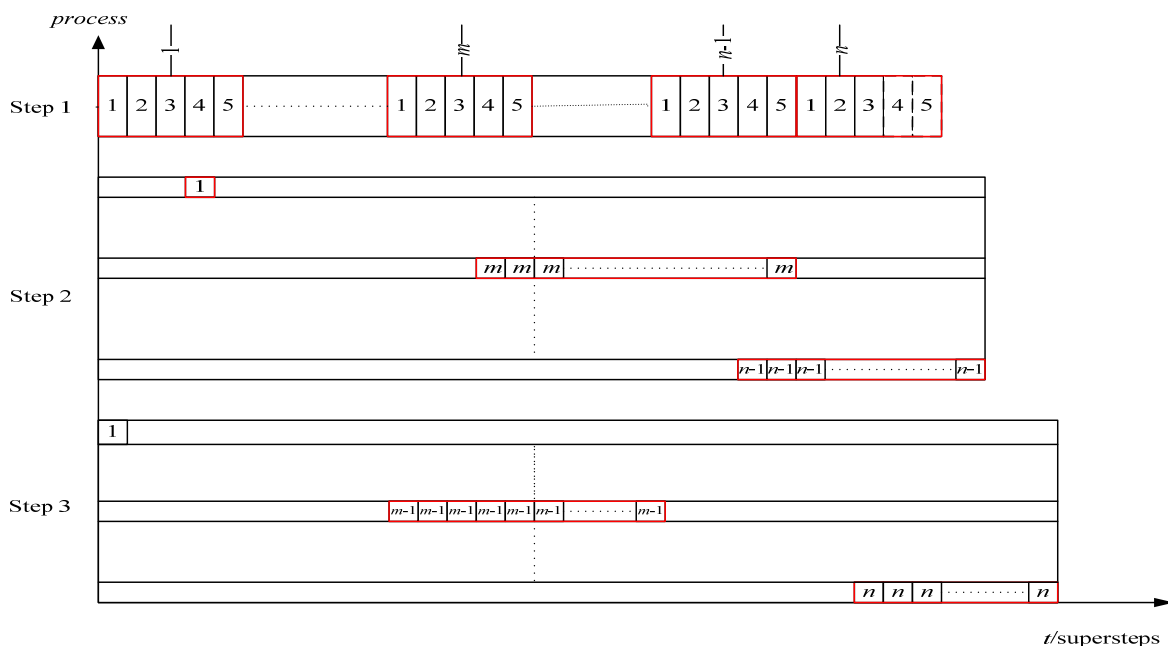 process
1 m n-1 n
Step 1 1 2 3 4 5 1 2 3 4 5 1 2 3 4 5 1 2 3 4 5
1
m m m m
Step 2
n-1 n-1 n-1 n-1
1
Step 3 m-1 m-1 m-1 m-1 m-1 m-1 m-1
n n n n
t/supersteps